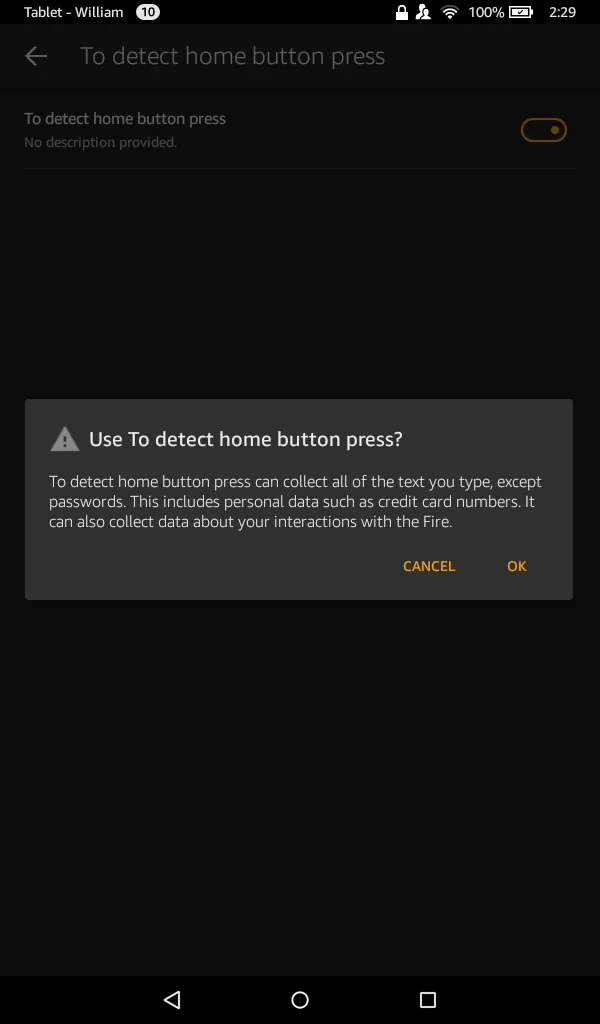 Tablet - William 10 100% 2:29
To detect home button press
To detect home button press
No description provided.
Use To detect home button press?
To detect home button press can collect all of the text you type, except
passwords. This includes personal data such as credit card numbers. It
can also collect data about your interactions with the Fire.
CANCEL OK